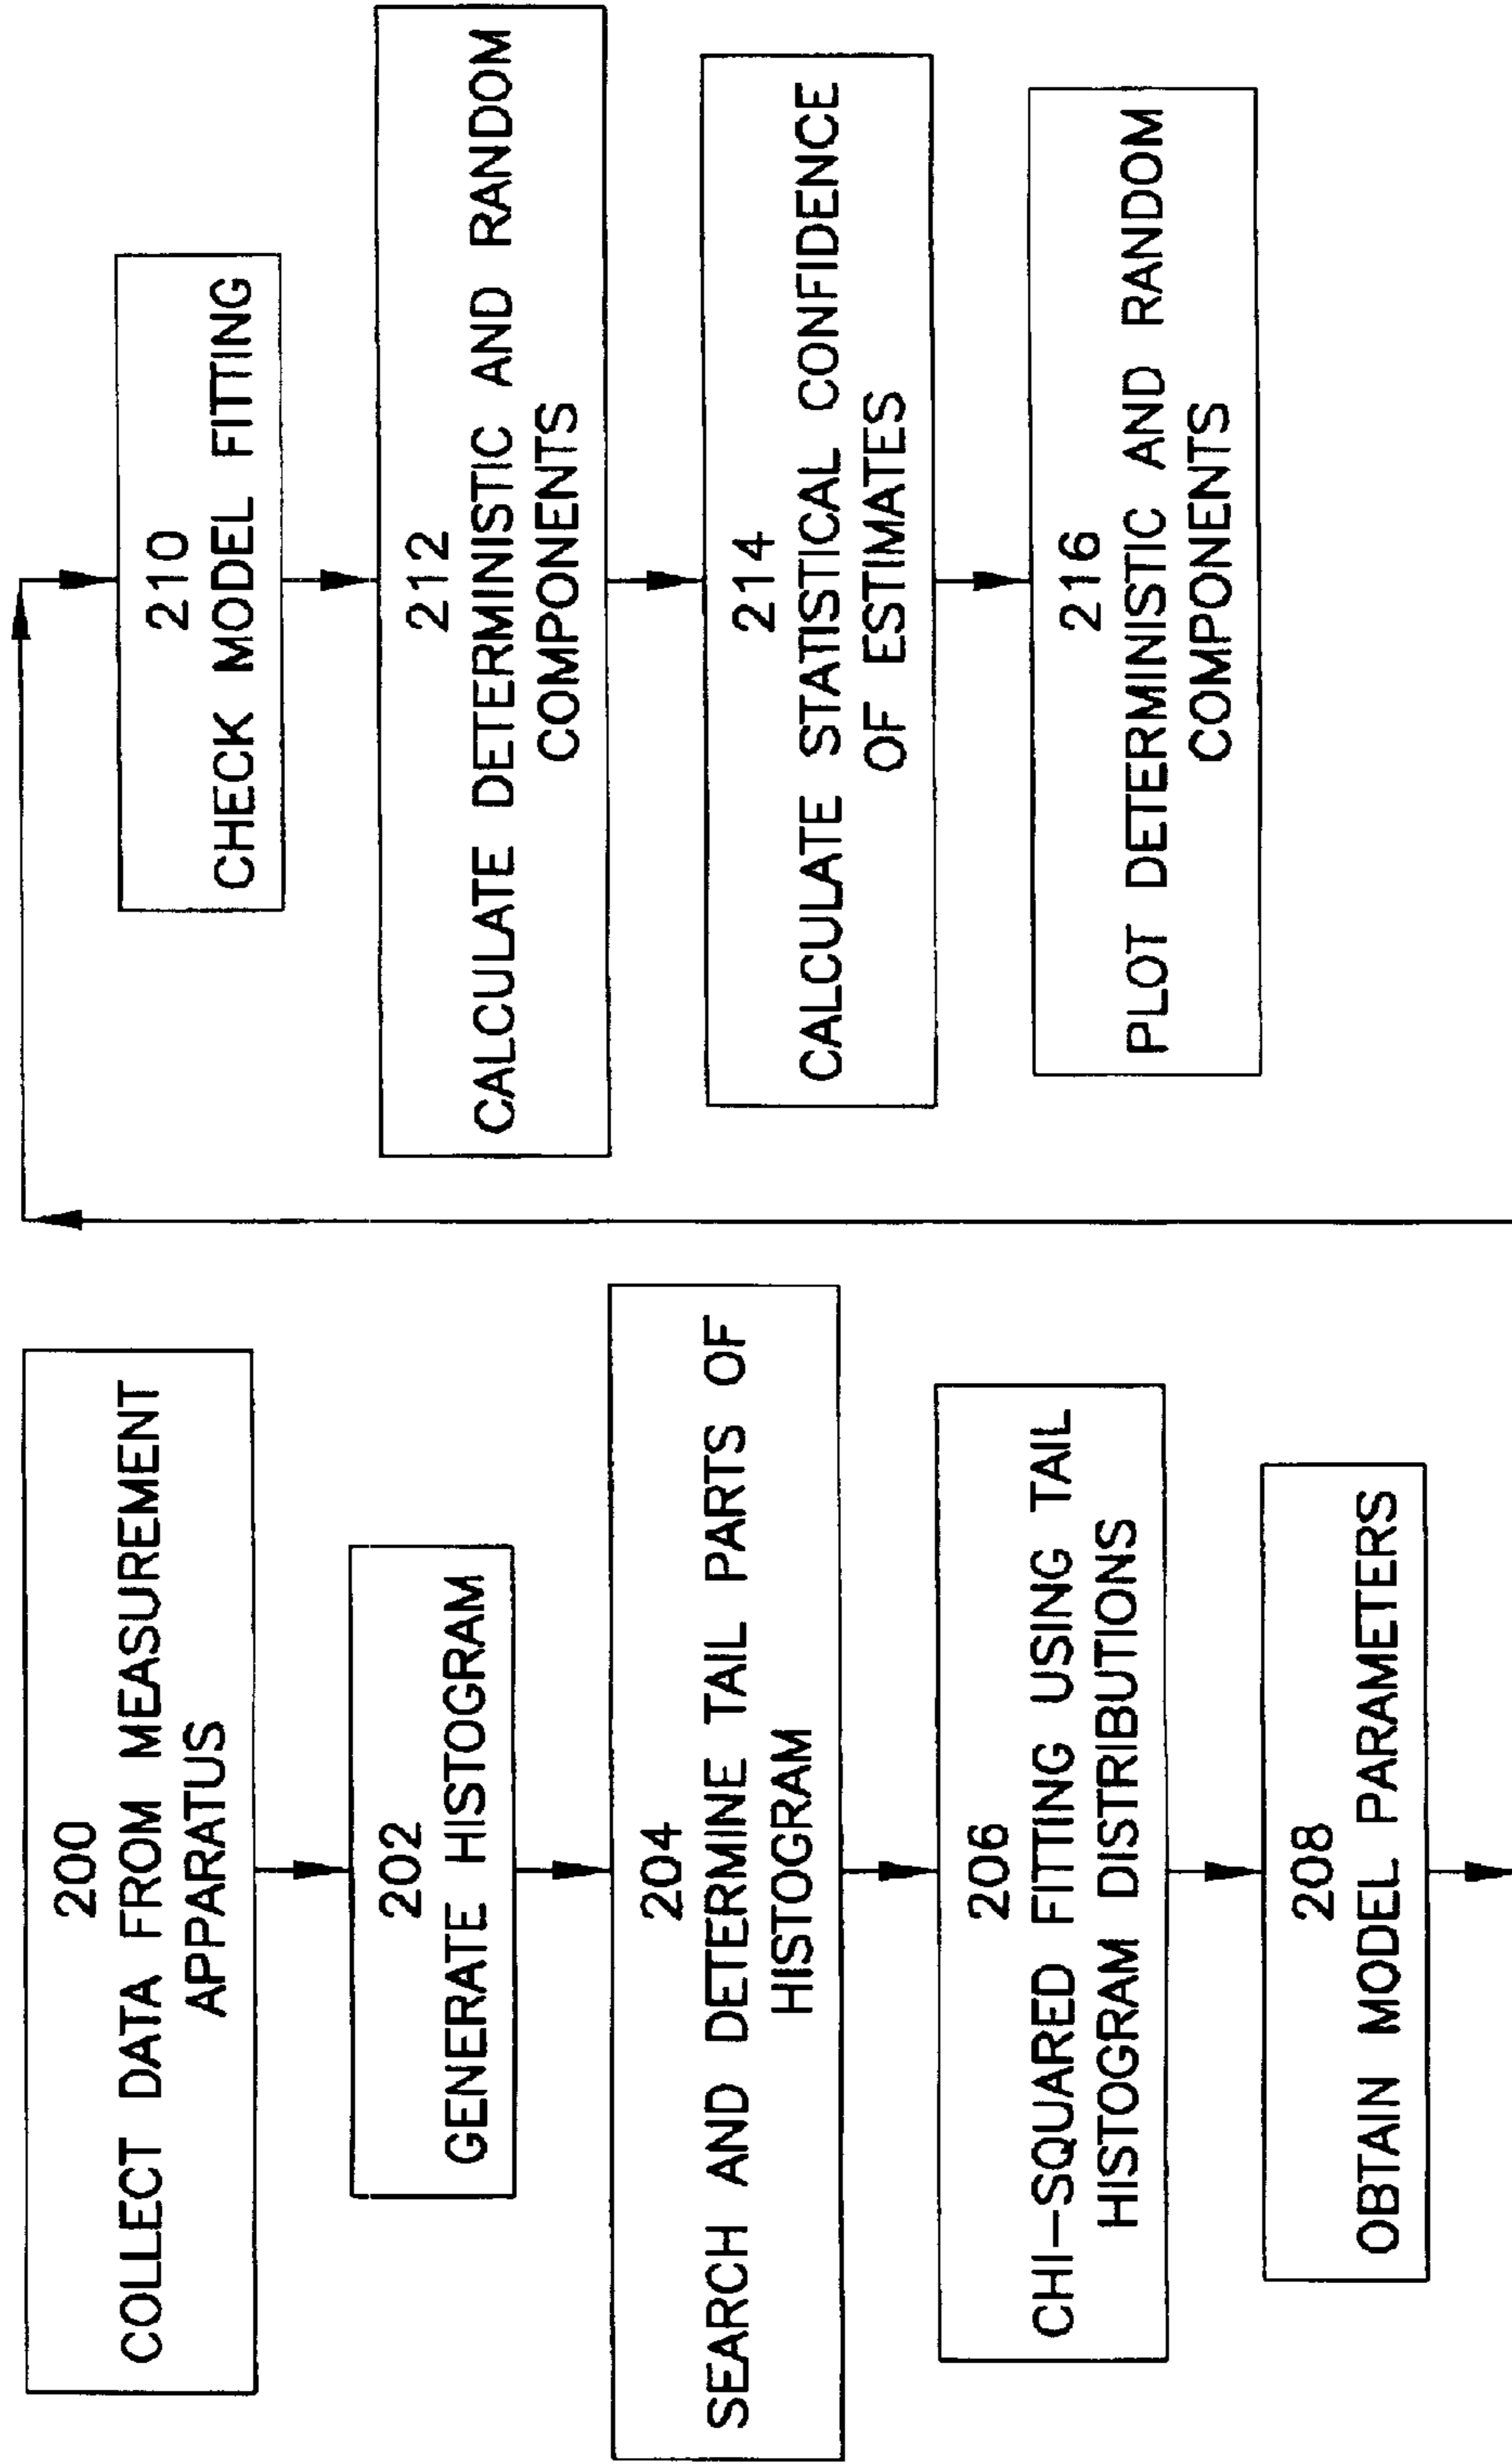 200
COLLECT DATA FROM MEASUREMENT
APPARATUS
202
GENERATE HISTOGRAM
204
SEARCH AND DETERMINE TAIL PARTS OF
HISTOGRAM
206
CHI-SQUARED FITTING USING TAIL
HISTOGRAM DISTRIBUTIONS
208
OBTAIN MODEL PARAMETERS
210
CHECK MODEL FITTING
212
CALCULATE DETERMINISTIC AND RANDOM
COMPONENTS
214
CALCULATE STATISTICAL CONFIDENCE
OF ESTIMATES
216
PLOT DETERMINISTIC AND RANDOM
COMPONENTS